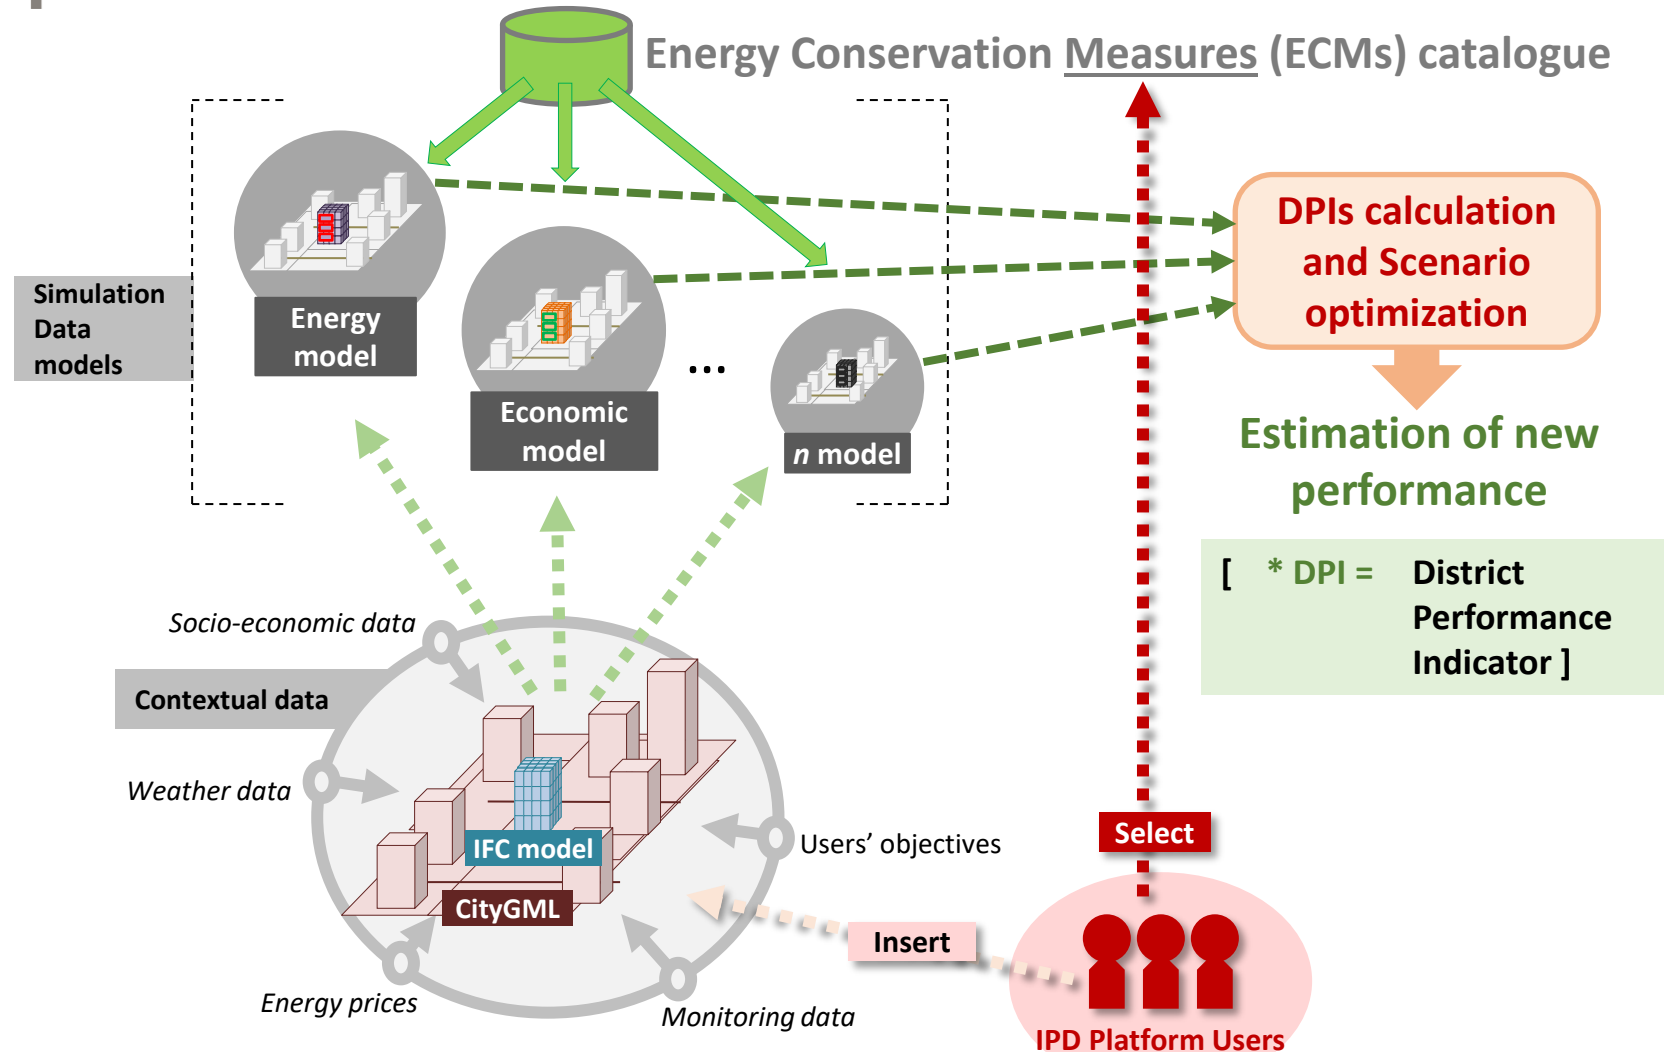 Energy Conservation Measures (ECMs) catalogue
Simulation
Data
models
Energy
model
Economic
model
...
n model
DPIs calculation
and Scenario
optimization
Estimation of new
performance
[ * DPI = District
Performance
Indicator ]
Socio-economic data
Contextual data
Weather data
IFC model
CityGML
Users’ objectives
Energy prices
Monitoring data
Select
Insert
IPD Platform Users